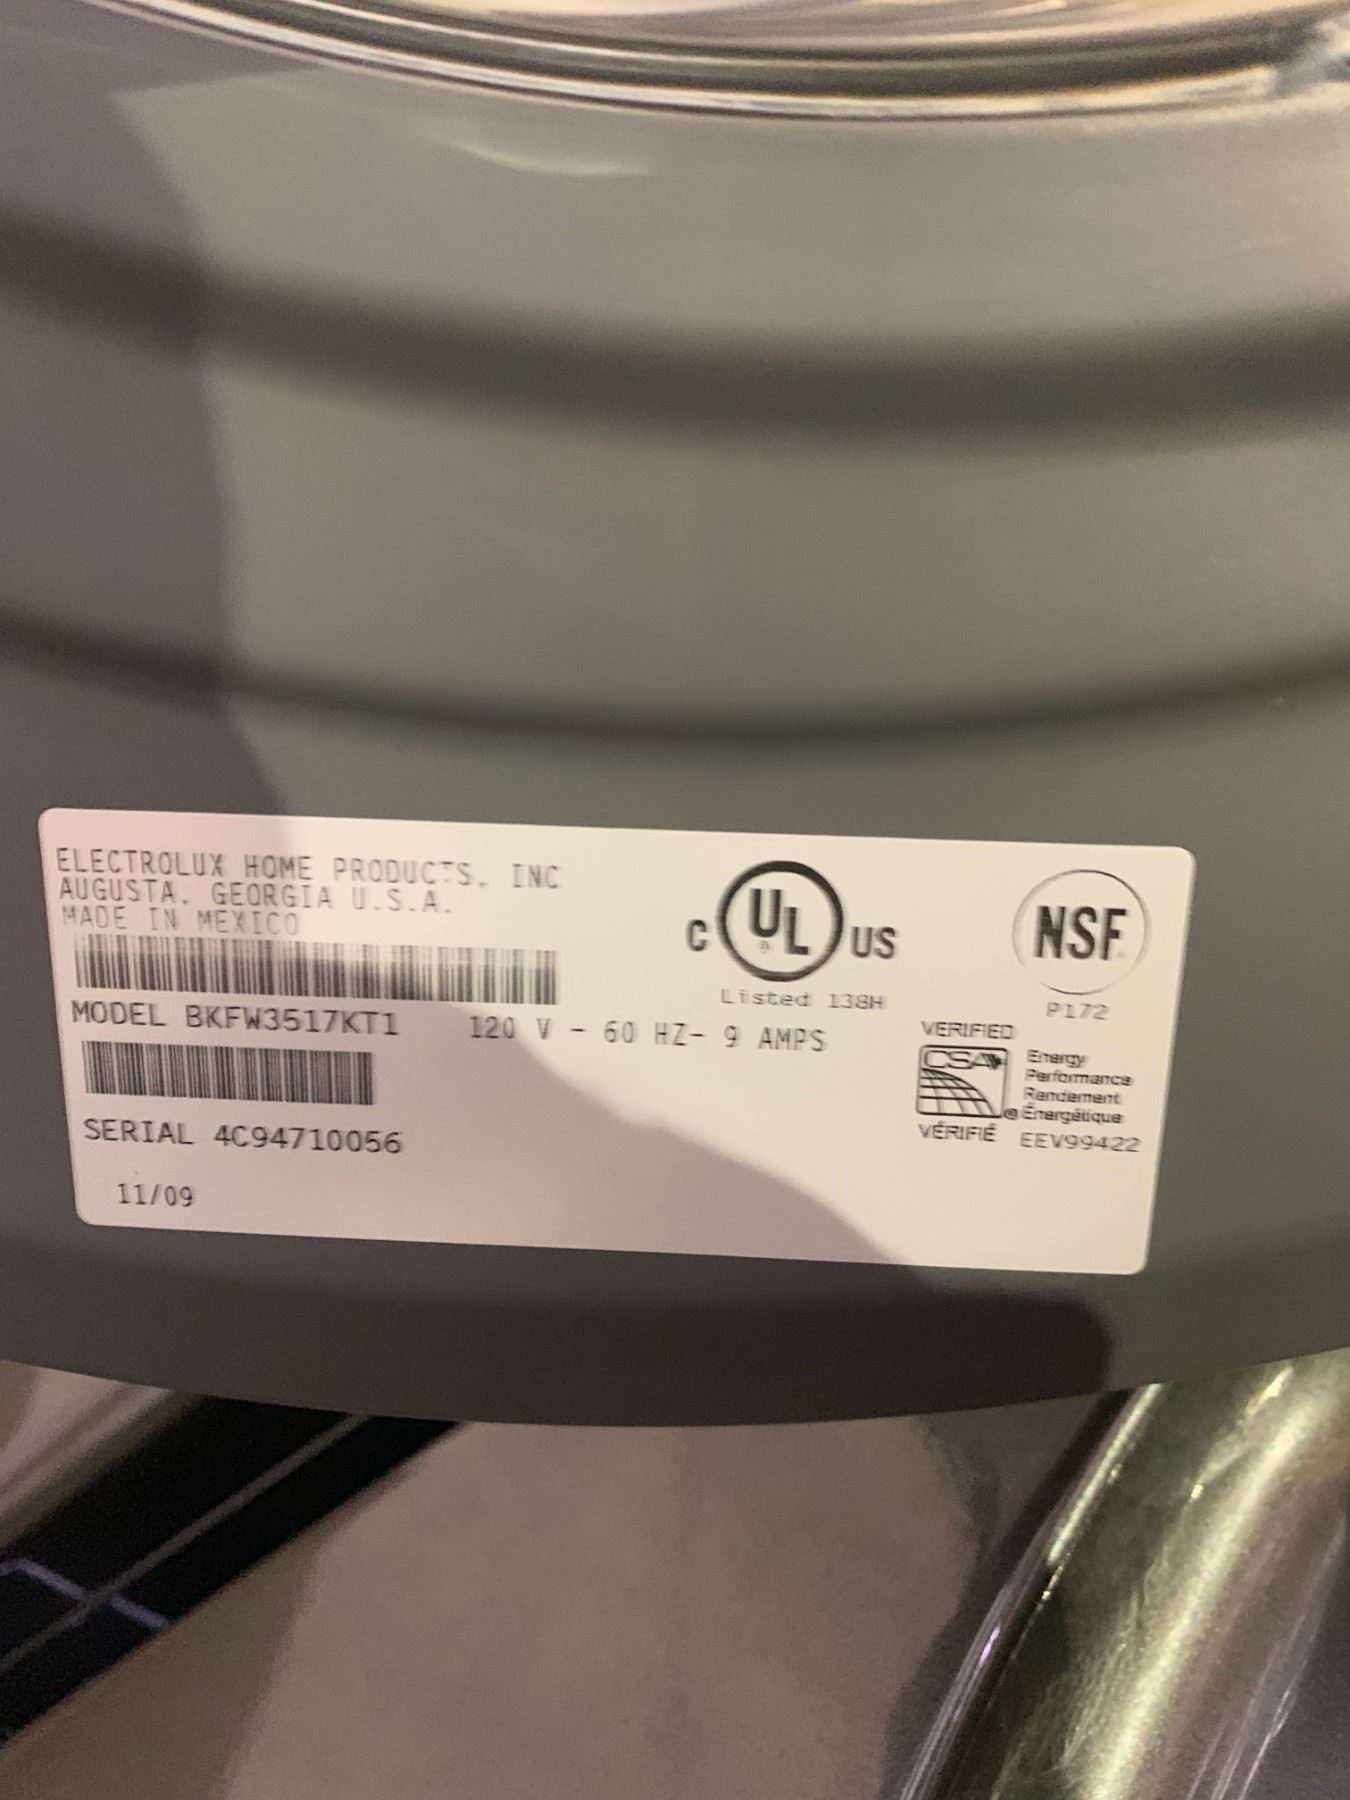 ELECTROLUX HOME PRODUCTS, INC
AUGUSTA, GEORGIA U.S.A.
MADE IN MEXICO
MODEL BKFW3517KT1 120 V - 60 HZ- 9 AMPS
SERIAL 4C94710056
11/09
C UL® US
Listed 138H
NSF®
P172
VERIFIED
CSA ®
Energy
Performance
Rendement
Énergétique
VÉRIFIÉ EEV99422